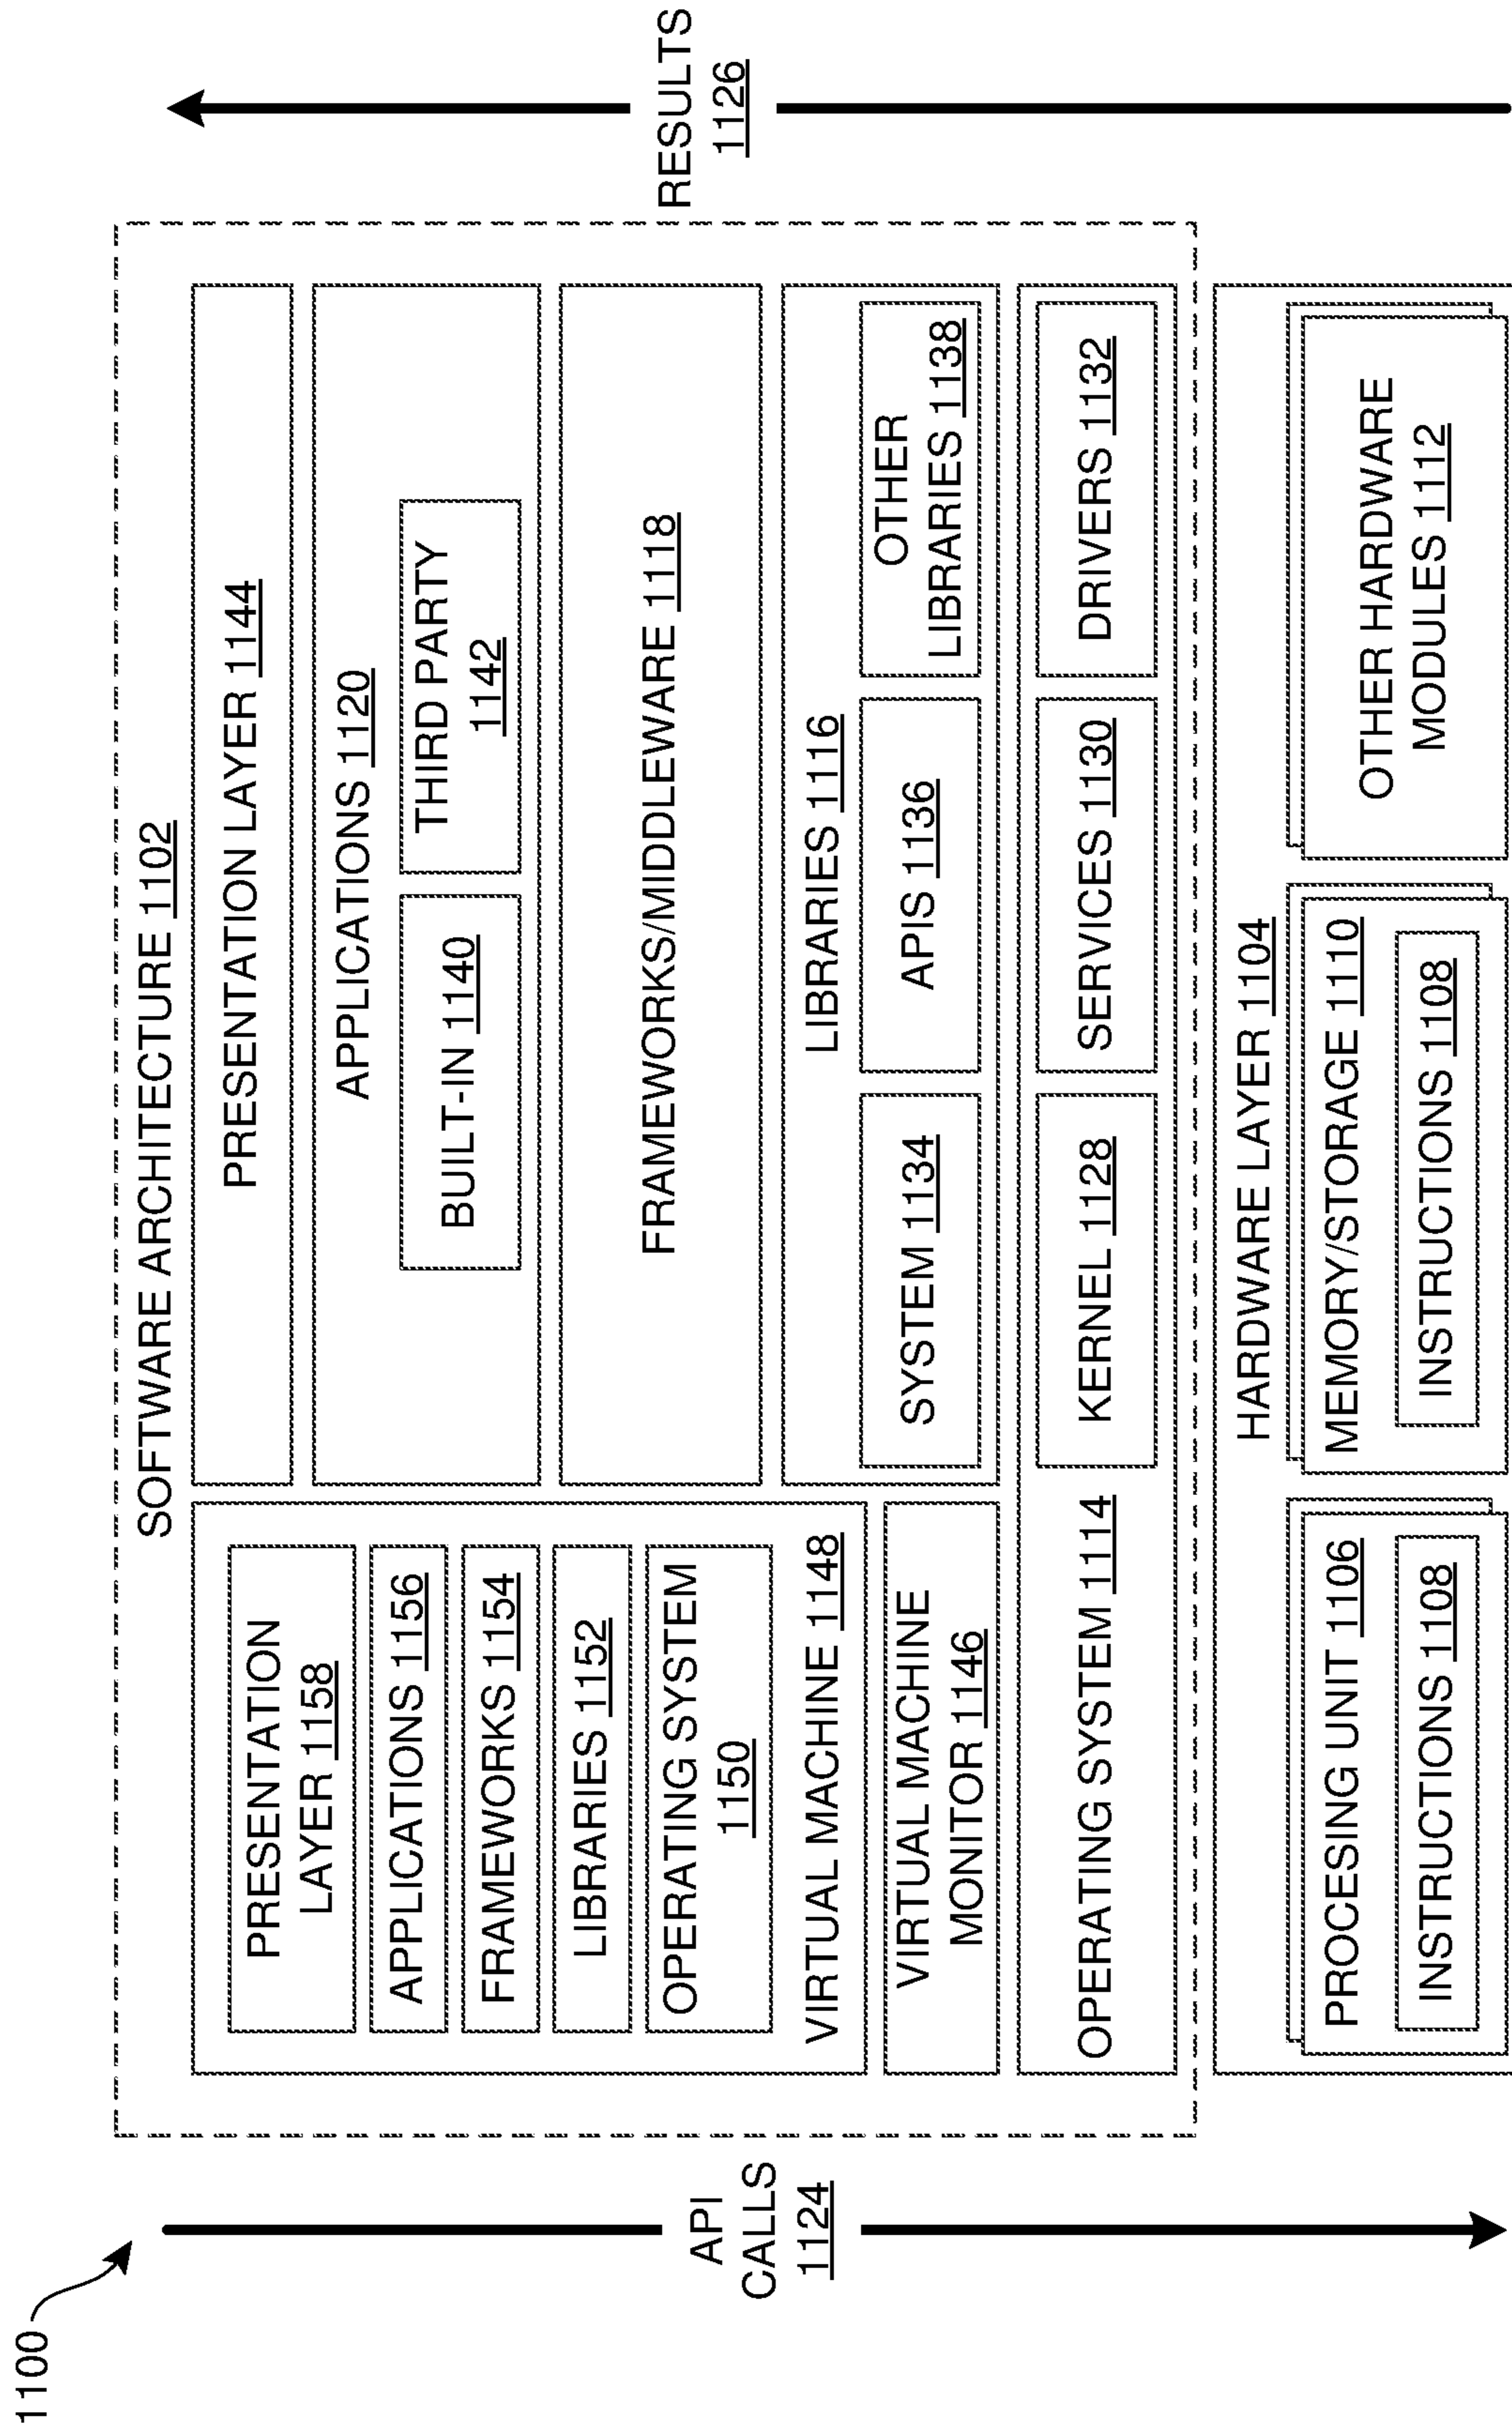 1100
SOFTWARE ARCHITECTURE 1102
PRESENTATION
LAYER 1158
APPLICATIONS 1156
FRAMEWORKS 1154
LIBRARIES 1152
OPERATING SYSTEM
1150
VIRTUAL MACHINE 1148
VIRTUAL MACHINE
MONITOR 1146
PRESENTATION LAYER 1144
APPLICATIONS 1120
BUILT-IN 1140
THIRD PARTY
1142
FRAMEWORKS/MIDDLEWARE 1118
LIBRARIES 1116
SYSTEM 1134
APIS 1136
OTHER
LIBRARIES 1138
OPERATING SYSTEM 1114
KERNEL 1128
SERVICES 1130
DRIVERS 1132
API
CALLS
1124
RESULTS
1126
HARDWARE LAYER 1104
PROCESSING UNIT 1106
INSTRUCTIONS 1108
MEMORY/STORAGE 1110
INSTRUCTIONS 1108
OTHER HARDWARE
MODULES 1112